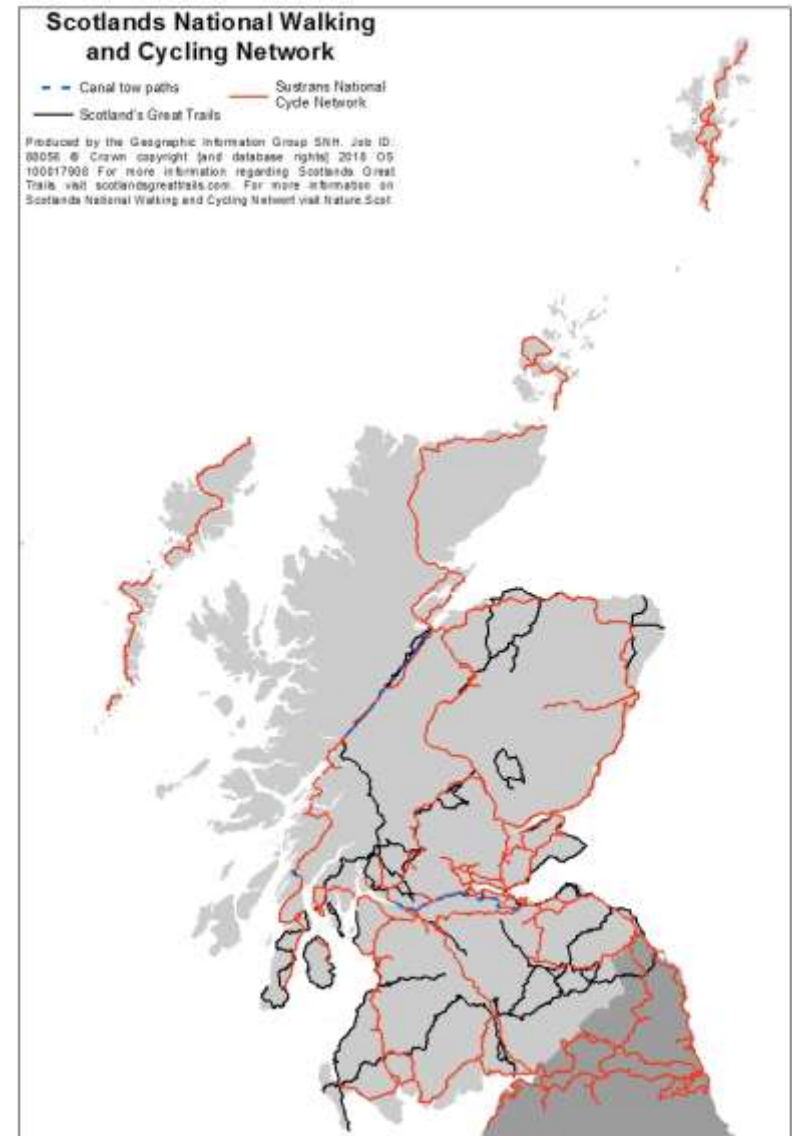 Scotlands National Walking
and Cycling Network
Canal tow paths
Sustrans National
Cycle Network
Scotland's Great Trails
Produced by the Geographic Information Group SNH. Job ID:
88056 © Crown copyright [and database rights] 2018 OS
100017908 For more information regarding Scotlands Great
Trails visit scotlandsgreattrails.com. For more information on
Scotlands National Walking and Cycling Network visit Nature.Scot